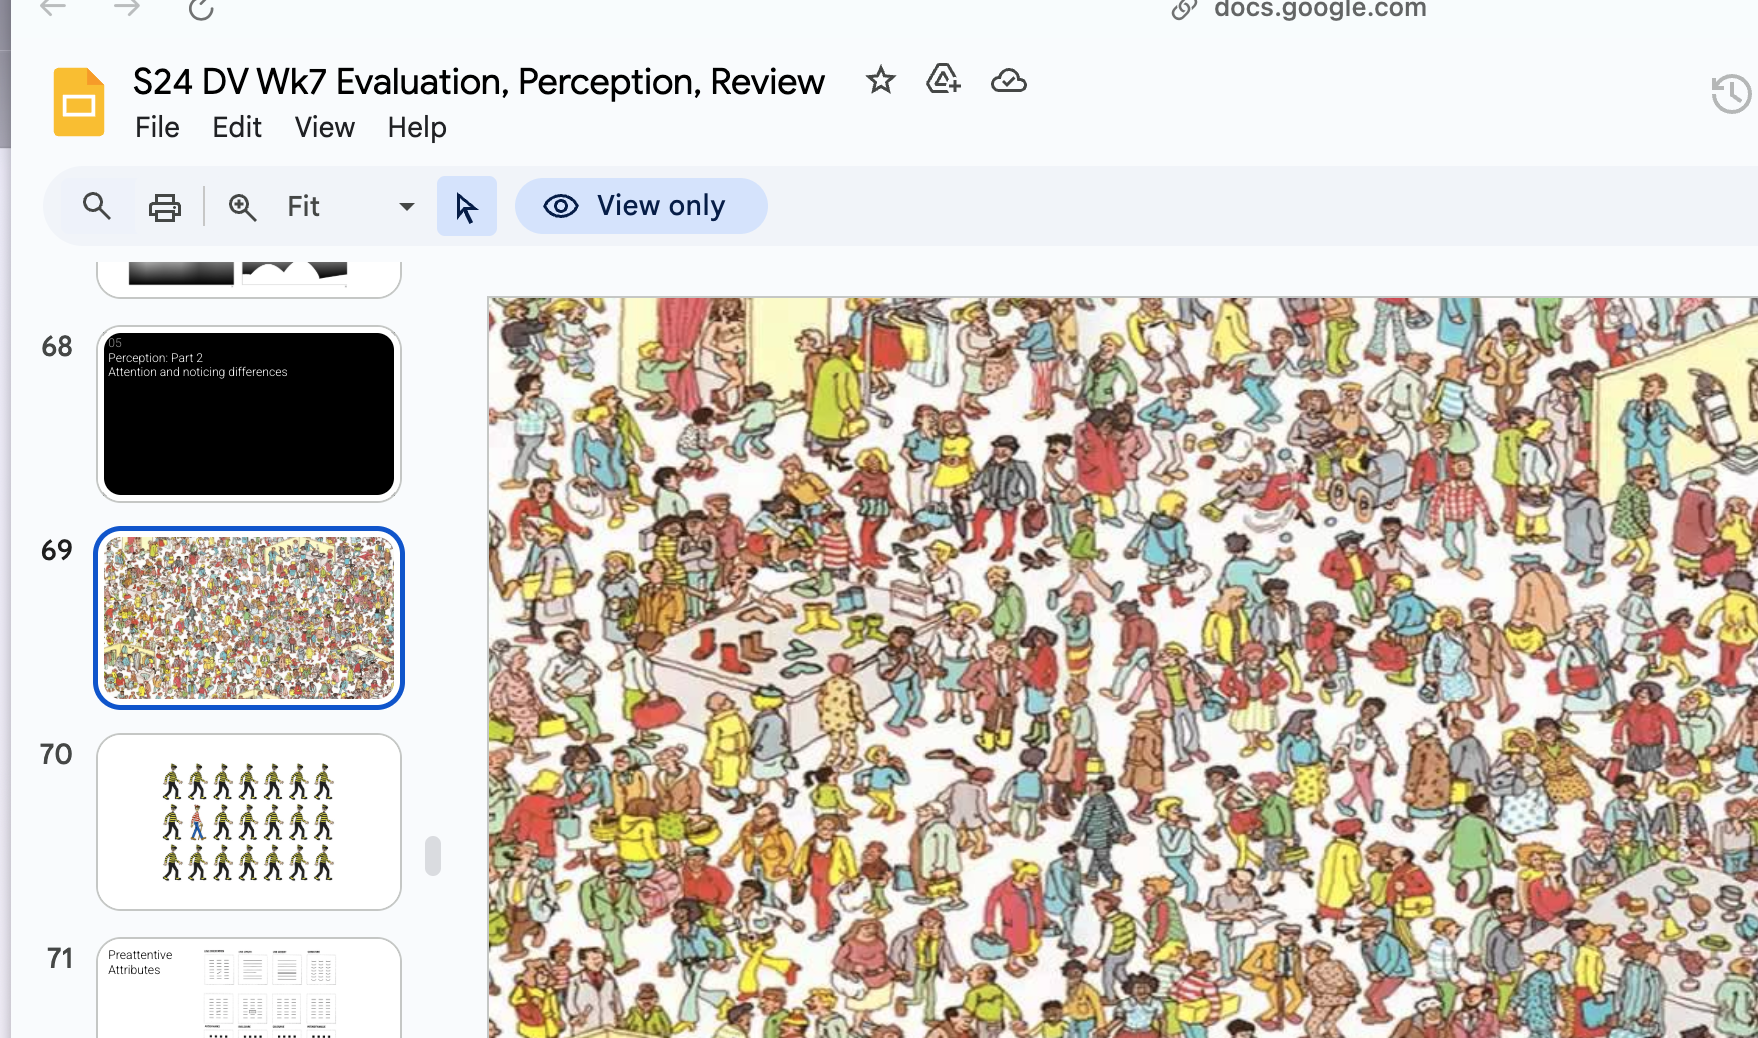 docs.google.com
S24 DV Wk7 Evaluation, Perception, Review
File Edit View Help
Fit
View only
68
05
Perception: Part 2
Attention and noticing differences
69
70
71
Preattentive
Attributes